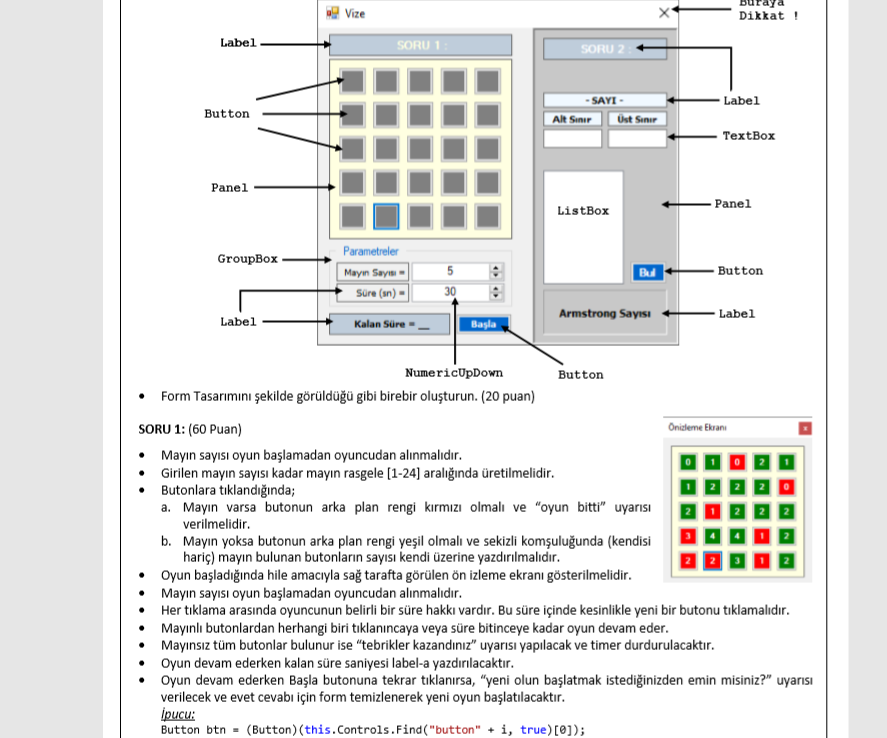 Buraya
Dikkat !
Vize
Label
SORU 1 :
SORU 2 :
- SAYI -
Label
Button
Alt Sınır
Üst Sınır
TextBox
Panel
ListBox
Panel
GroupBox
Parametreler
Mayın Sayısı =
5
Bul
Button
Süre (sn) =
30
Label
Kalan Süre = __
Başla
Armstrong Sayısı
Label
NumericUpDown
Button
• Form Tasarımını şekilde görüldüğü gibi birebir oluşturun. (20 puan)
SORU 1: (60 Puan)
• Mayın sayısı oyun başlamadan oyuncudan alınmalıdır.
• Girilen mayın sayısı kadar mayın rasgele [1-24] aralığında üretilmelidir.
• Butonlara tıklandığında;
a. Mayın varsa butonun arka plan rengi kırmızı olmalı ve “oyun bitti” uyarısı
verilmelidir.
b. Mayın yoksa butonun arka plan rengi yeşil olmalı ve sekizli komşuluğunda (kendisi
hariç) mayın bulunan butonların sayısı kendi üzerine yazdırılmalıdır.
Önizleme Ekranı
x
0 1 0 2 1
1 2 2 2 0
2 1 2 2 2
3 4 4 1 2
2 2 3 1 2
• Oyun başladığında hile amacıyla sağ tarafta görülen ön izleme ekranı gösterilmelidir.
• Mayın sayısı oyun başlamadan oyuncudan alınmalıdır.
• Her tıklama arasında oyuncunun belirli bir süre hakkı vardır. Bu süre içinde kesinlikle yeni bir butonu tıklamalıdır.
• Mayınlı butonlardan herhangi biri tıklanıncaya veya süre bitinceye kadar oyun devam eder.
• Mayınsız tüm butonlar bulunur ise “tebrikler kazandınız” uyarısı yapılacak ve timer durdurulacaktır.
• Oyun devam ederken kalan süre saniyesi label-a yazdırılacaktır.
• Oyun devam ederken Başla butonuna tekrar tıklanırsa, “yeni olun başlatmak istediğinizden emin misiniz?” uyarısı
verilecek ve evet cevabı için form temizlenerek yeni oyun başlatılacaktır.
İpucu:
Button btn = (Button)(this.Controls.Find("button" + i, true)[0]);